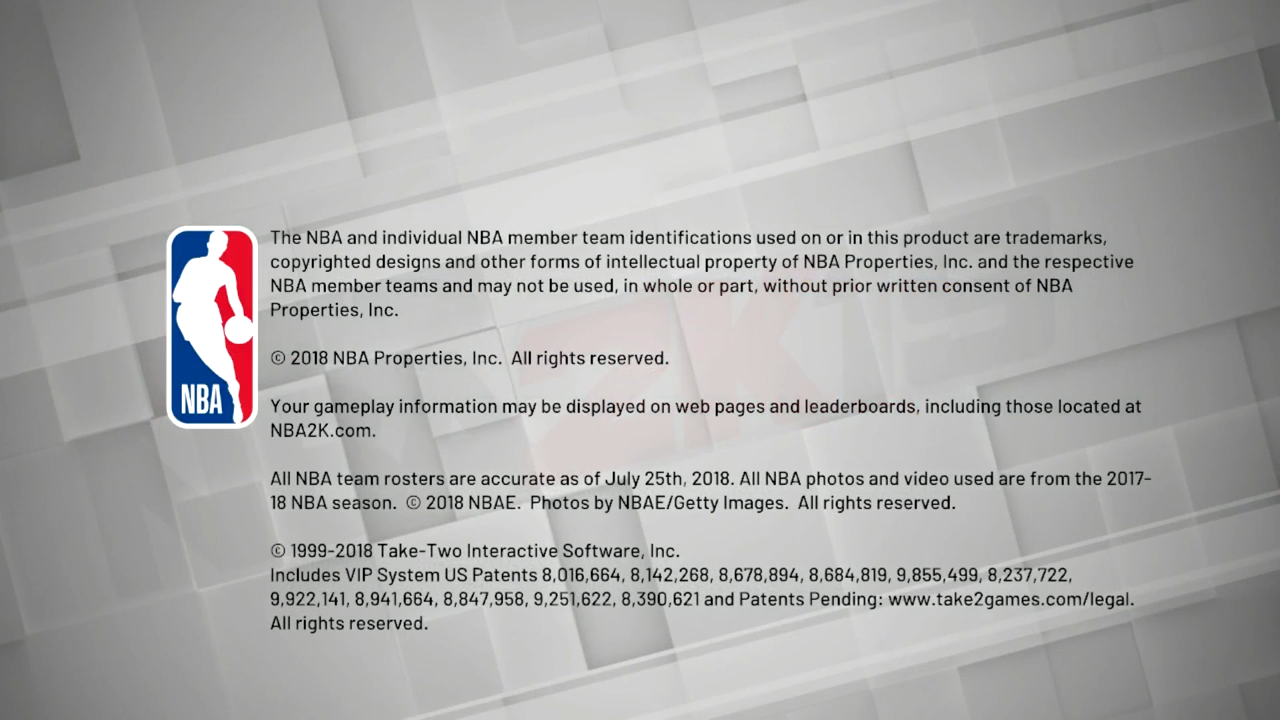 The NBA and individual NBA member team identifications used on or in this product are trademarks,
copyrighted designs and other forms of intellectual property of NBA Properties, Inc. and the respective
NBA member teams and may not be used, in whole or part, without prior written consent of NBA
Properties, Inc.
© 2018 NBA Properties, Inc.  All rights reserved.
NBA
Your gameplay information may be displayed on web pages and leaderboards, including those located at
NBA2K.com.
All NBA team rosters are accurate as of July 25th, 2018. All NBA photos and video used are from the 2017-
18 NBA season.  © 2018 NBAE.  Photos by NBAE/Getty Images.  All rights reserved.
© 1999-2018 Take-Two Interactive Software, Inc.
Includes VIP System US Patents 8,016,664, 8,142,268, 8,678,894, 8,684,819, 9,855,499, 8,237,722,
9,922,141, 8,941,664, 8,847,958, 9,251,622, 8,390,621 and Patents Pending: www.take2games.com/legal.
All rights reserved.
2K19